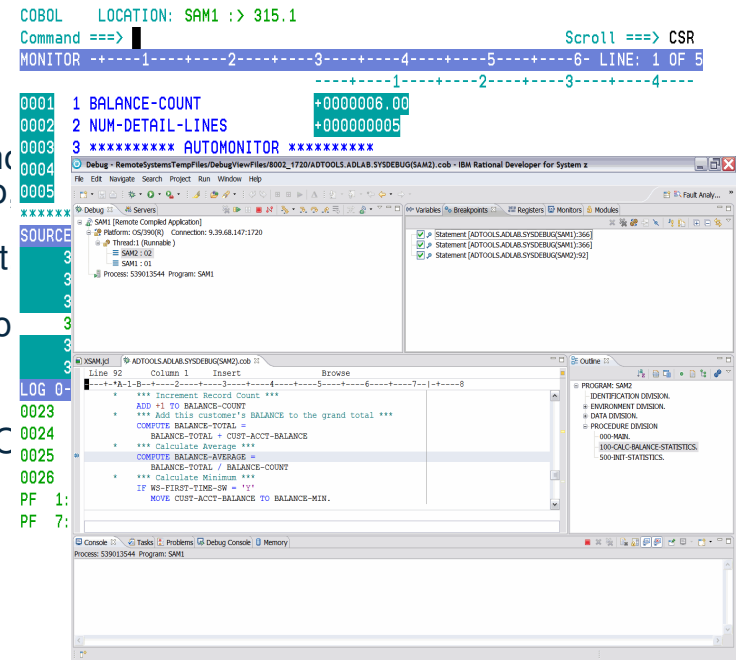 COBOL LOCATION: SAM1 :> 315.1
Command ===> Scroll ===> CSR
MONITOR -+----1----+----2----+----3----+----4----+----5----+----6- LINE: 1 OF 5
----+----1----+----2----+----3----+----4----
0001 1 BALANCE-COUNT +0000006.00
0002 2 NUM-DETAIL-LINES +000000005
0003 3 ********** AUTOMONITOR **********
0004
0005
******
SOURCE
3
3
3
3
3
3
LOG 0-
0023
0024
0025
0026
PF 1:
PF 7:
Debug - RemoteSystemsTempFiles/DebugViewFiles/8002_1720/ADTOOLS.ADLAB.SYSDEBUG(SAM2).cob - IBM Rational Developer for System z
File Edit Navigate Search Project Run Window Help
Fault Analy... »
Debug Servers
SAM1 [Remote Compiled Application]
Platform: OS/390(R) Connection: 9.39.68.147:1720
Thread:1 (Runnable )
SAM2 : 02
SAM1 : 01
Process: 539013544 Program: SAM1
Variables Breakpoints Registers Monitors Modules
Statement [ADTOOLS.ADLAB.SYSDEBUG(SAM1):366]
Statement [ADTOOLS.ADLAB.SYSDEBUG(SAM1):366]
Statement [ADTOOLS.ADLAB.SYSDEBUG(SAM2):92]
XSAM.jcl ADTOOLS.ADLAB.SYSDEBUG(SAM2).cob
Line 92 Column 1 Insert Browse
---+-*A-1-B--+----2----+----3----+----4----+----5----+----6----+----7--|-+----8
* *** Increment Record Count ***
ADD +1 TO BALANCE-COUNT
* *** Add this customer's BALANCE to the grand total ***
COMPUTE BALANCE-TOTAL =
BALANCE-TOTAL + CUST-ACCT-BALANCE
* *** Calculate Average ***
COMPUTE BALANCE-AVERAGE =
BALANCE-TOTAL / BALANCE-COUNT
* *** Calculate Minimum ***
IF WS-FIRST-TIME-SW = 'Y'
MOVE CUST-ACCT-BALANCE TO BALANCE-MIN.
Outline
PROGRAM: SAM2
IDENTIFICATION DIVISION.
ENVIRONMENT DIVISION.
DATA DIVISION.
PROCEDURE DIVISION
000-MAIN.
100-CALC-BALANCE-STATISTICS.
500-INIT-STATISTICS.
Console Tasks Problems Debug Console Memory
Process: 539013544 Program: SAM1